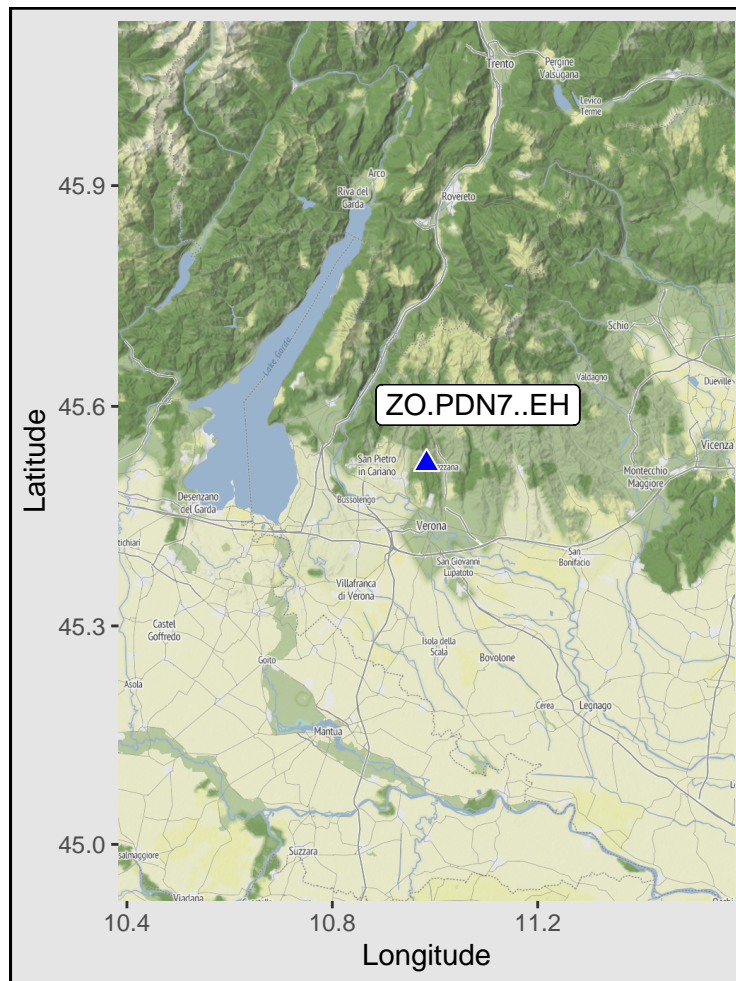 Trento
Pergine
Valsugana
Levico
Terme
45.9
Arco
Riva del
Garda
Rovereto
Lake Garda
Schio
Valdagno
Dueville
45.6
ZO.PDN7..EH
Vicenza
San Pietro
in Cariano
Montecchio
Maggiore
Desenzano
del Garda
Bussolengo
Verona
San
Bonifacio
San Giovanni
Lupatoto
Villafranca
di Verona
Latitude
45.3
Castel
Goffredo
Isola della
Scala
Bovolone
Goito
Asola
Cerea
Legnago
Mantua
45.0
Suzzara
Viadana
10.4
10.8
11.2
Longitude